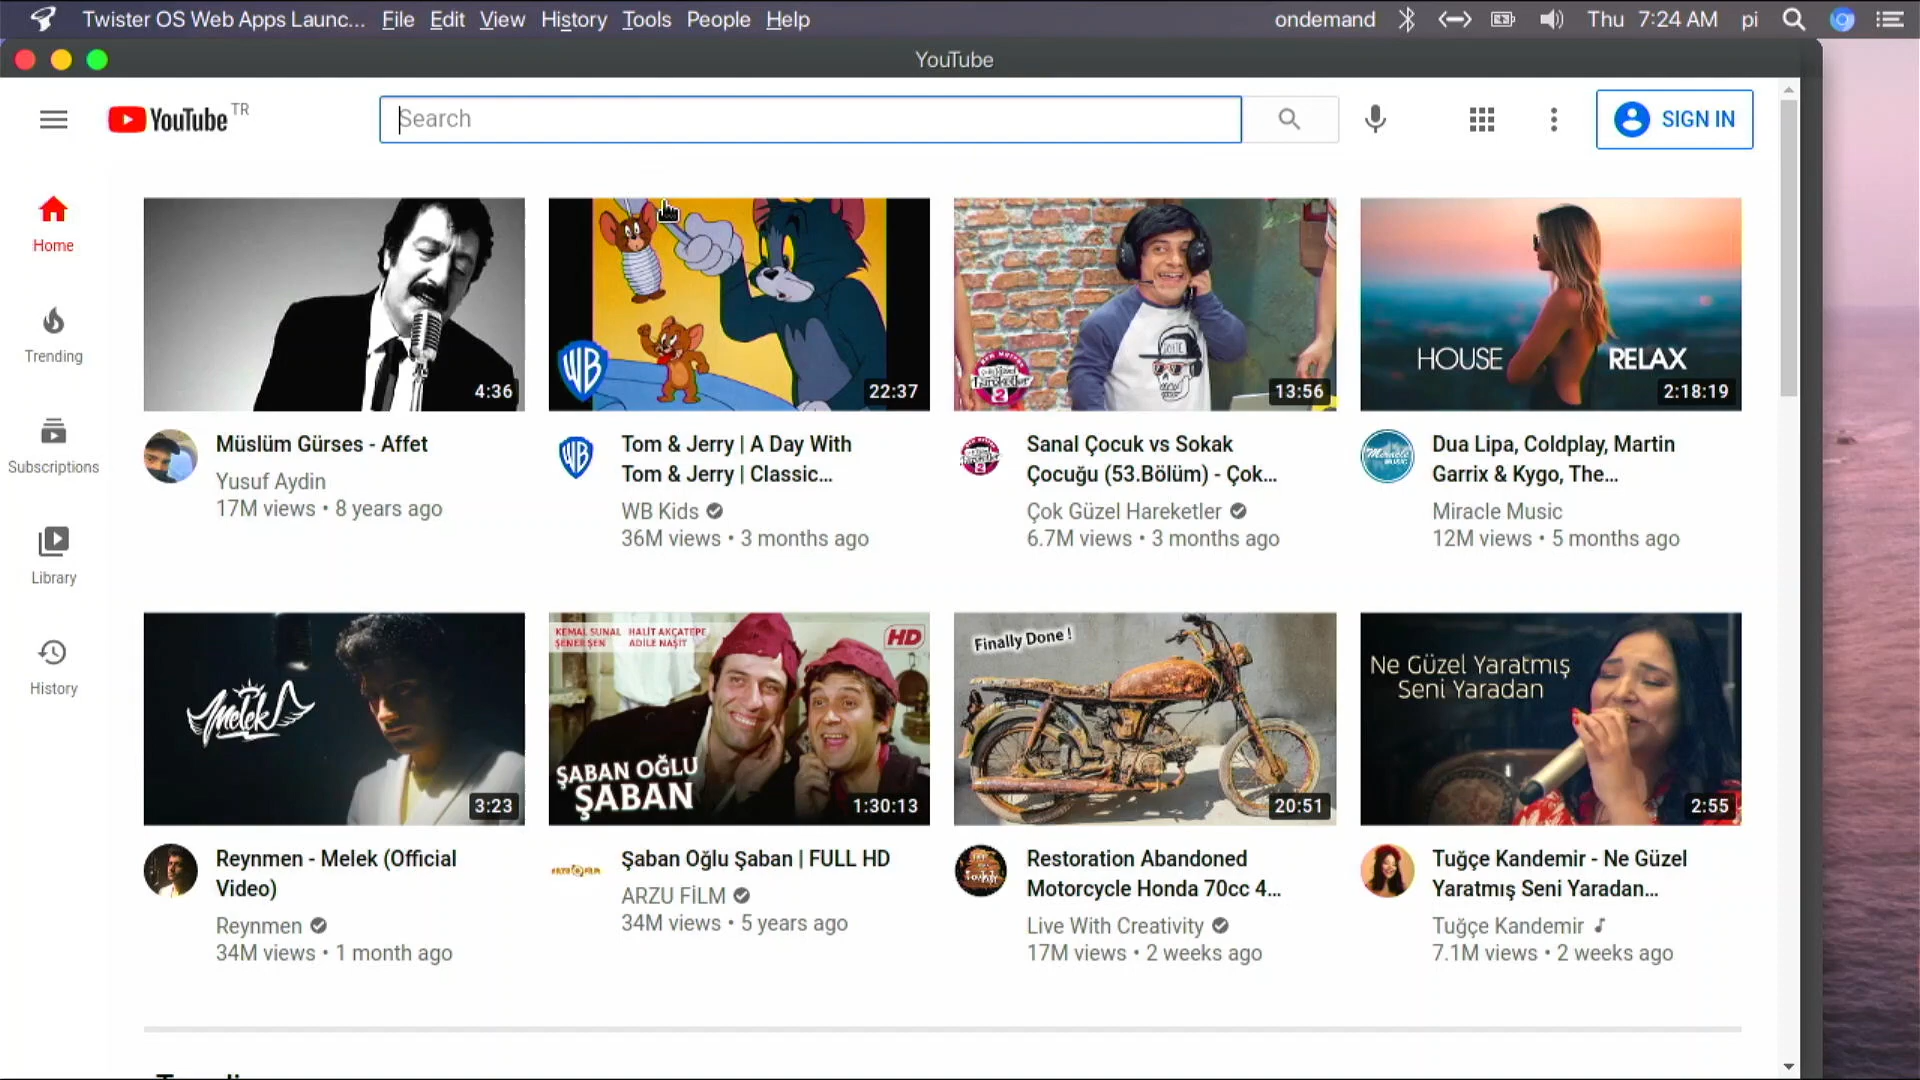 Twister OS Web Apps Launc... File Edit View History Tools People Help ondemand Thu 7:24 AM pi
YouTube
YouTube TR Search SIGN IN
Home
Trending
Subscriptions
Library
History
4:36
Müslüm Gürses - Affet
Yusuf Aydin
17M views • 8 years ago
WB
22:37
WB
Tom & Jerry | A Day With
Tom & Jerry | Classic...
WB Kids
36M views • 3 months ago
2
13:56
Sanal Çocuk vs Sokak
Çocuğu (53.Bölüm) - Çok...
Çok Güzel Hareketler
6.7M views • 3 months ago
HOUSE RELAX
2:18:19
Miracle
MUSIC
Dua Lipa, Coldplay, Martin
Garrix & Kygo, The...
Miracle Music
12M views • 5 months ago
Melek
3:23
Reynmen - Melek (Official
Video)
Reynmen
34M views • 1 month ago
KEMAL SUNAL HALİT AKÇATEPE
ŞENER ŞEN ADİLE NAŞİT
HD
ŞABAN OĞLU
ŞABAN
1:30:13
Şaban Oğlu Şaban | FULL HD
ARZU FİLM
34M views • 5 years ago
Finally Done !
20:51
Restoration Abandoned
Motorcycle Honda 70cc 4...
Live With Creativity
17M views • 2 weeks ago
Ne Güzel Yaratmış
Seni Yaradan
2:55
Tuğçe Kandemir - Ne Güzel
Yaratmış Seni Yaradan...
Tuğçe Kandemir
7.1M views • 2 weeks ago